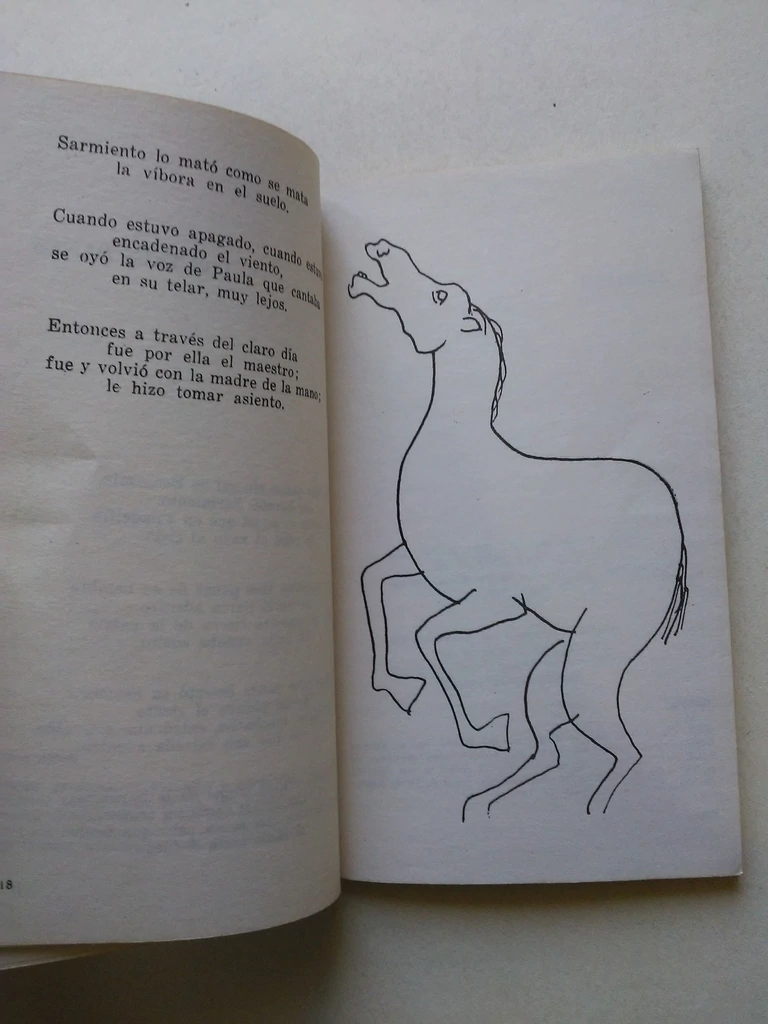 Sarmiento lo mató como se mata
la víbora en el suelo.
Cuando estuvo apagado, cuando estuvo
encadenado el viento,
se oyó la voz de Paula que cantaba
en su telar, muy lejos.
Entonces a través del claro día
fue por ella el maestro;
fue y volvió con la madre de la mano;
le hizo tomar asiento.
18